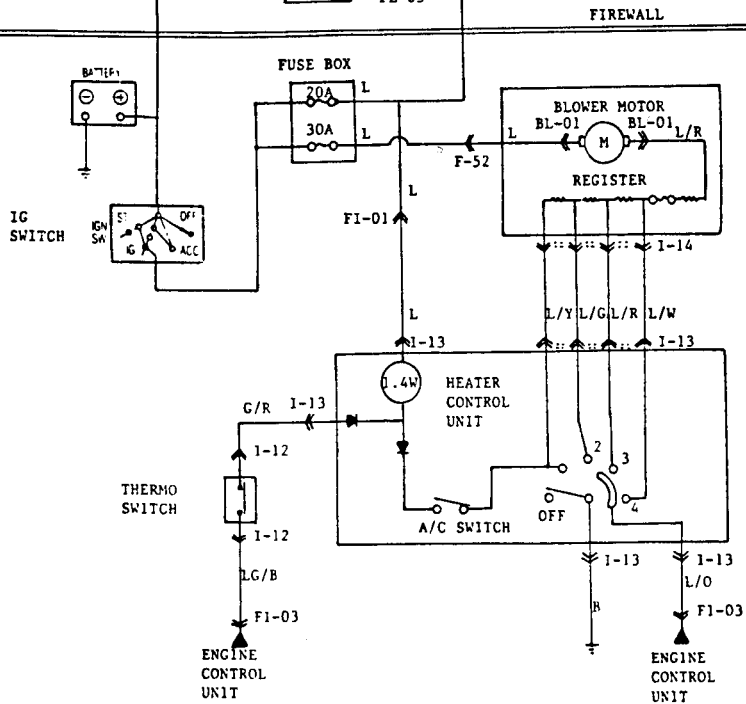 FIREWALL
BATTERY
FUSE BOX
20A
L
30A
L
L
BLOWER MOTOR
BL-01
BL-01
L/R
M
F-52
REGISTER
IG
SWITCH
IGN
SW
ST
OFF
IG
ACC
L
FI-01
I-14
L
L/Y
L/G
L/R
L/W
I-13
I-13
1.4W
HEATER
CONTROL
UNIT
G/R
I-13
I-12
THERMO
SWITCH
2
3
4
OFF
A/C SWITCH
I-12
I-13
I-13
LG/B
L/O
B
F1-03
F1-03
ENGINE
CONTROL
UNIT
ENGINE
CONTROL
UNIT